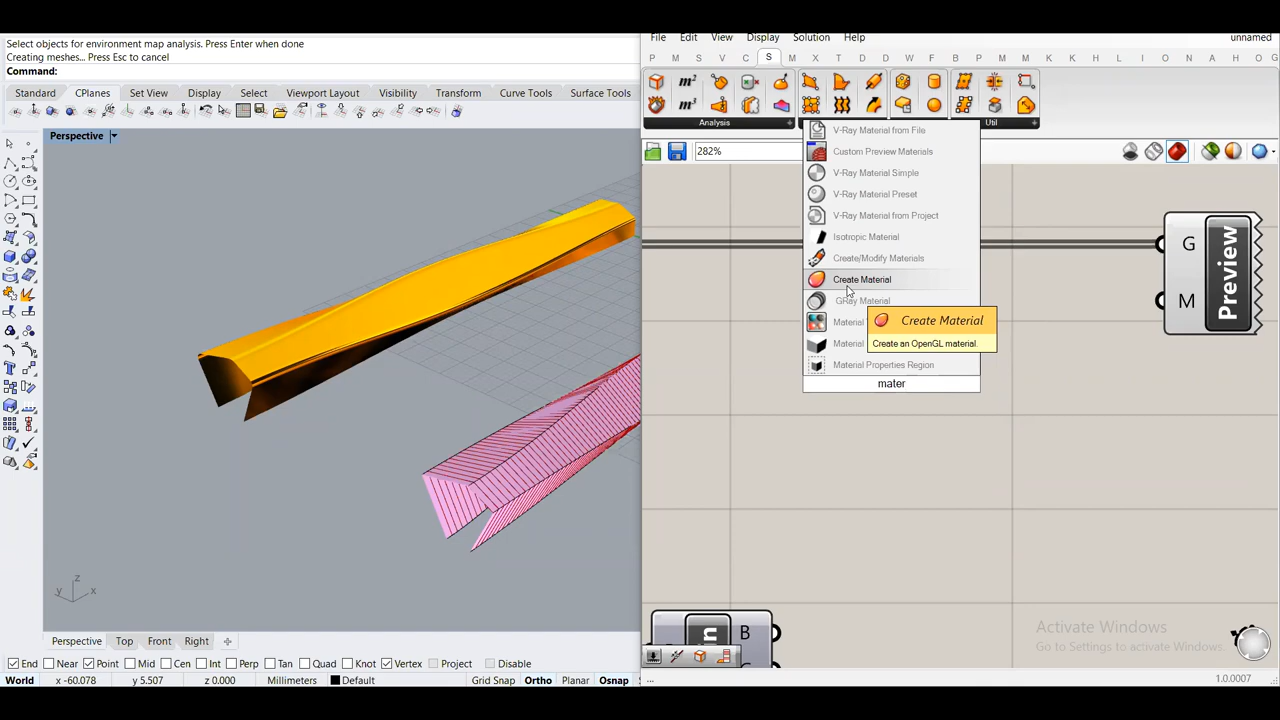 Select objects for environment map analysis. Press Enter when done
Creating meshes... Press Esc to cancel
Command:
Standard CPlanes Set View Display Select Viewport Layout Visibility Transform Curve Tools Surface Tools
Perspective
File Edit View Display Solution Help unnamed
P M S V C I S M X T D M V W F E B P M H O G
Analysis Util
282%
V-Ray Material from File
Custom Preview Materials
V-Ray Material Simple
V-Ray Material Preset
V-Ray Material from Project
Isotropic Material
Create/Modify Materials
Create Material
GRay Material
Material
Material
Material Properties Region
mater
Create Material
Create an OpenGL material.
G
M
Preview
n
B
z
y x
Perspective Top Front Right
End Near Point Mid Cen Int Perp Tan Quad Knot Vertex Project Disable
World x -60.078 y 5.507 z 0.000 Millimeters Default Grid Snap Ortho Planar Osnap
Activate Windows
Go to Settings to activate Windows.
...
1.0.0007